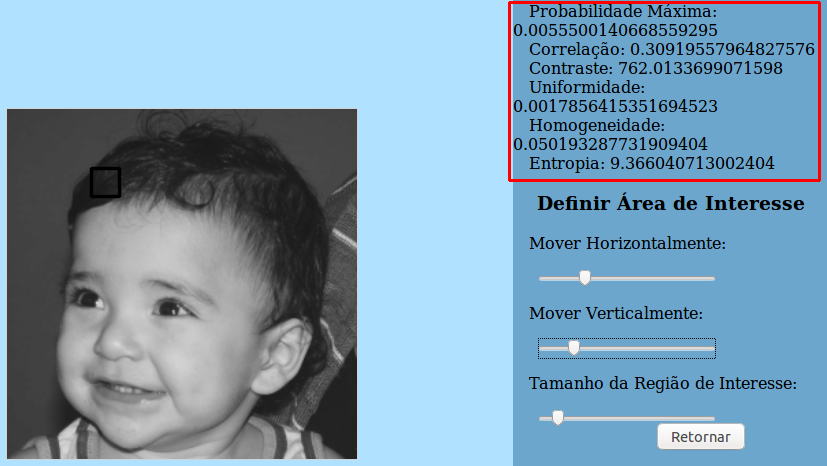 Probabilidade Máxima:
0.0055500140668559295
Correlação: 0.30919557964827576
Contraste: 762.0133699071598
Uniformidade:
0.0017856415351694523
Homogeneidade:
0.050193287731909404
Entropia: 9.366040713002404
Definir Área de Interesse
Mover Horizontalmente:
Mover Verticalmente:
Tamanho da Região de Interesse:
Retornar